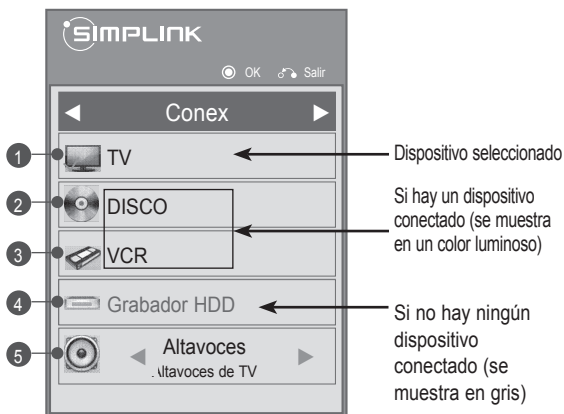 SIMPLINK
OK Salir
Conex
1 TV
2 DISCO
3 VCR
4 Grabador HDD
5 Altavoces
Altavoces de TV
Dispositivo seleccionado
Si hay un dispositivo
conectado (se muestra
en un color luminoso)
Si no hay ningún
dispositivo
conectado (se
muestra en gris)